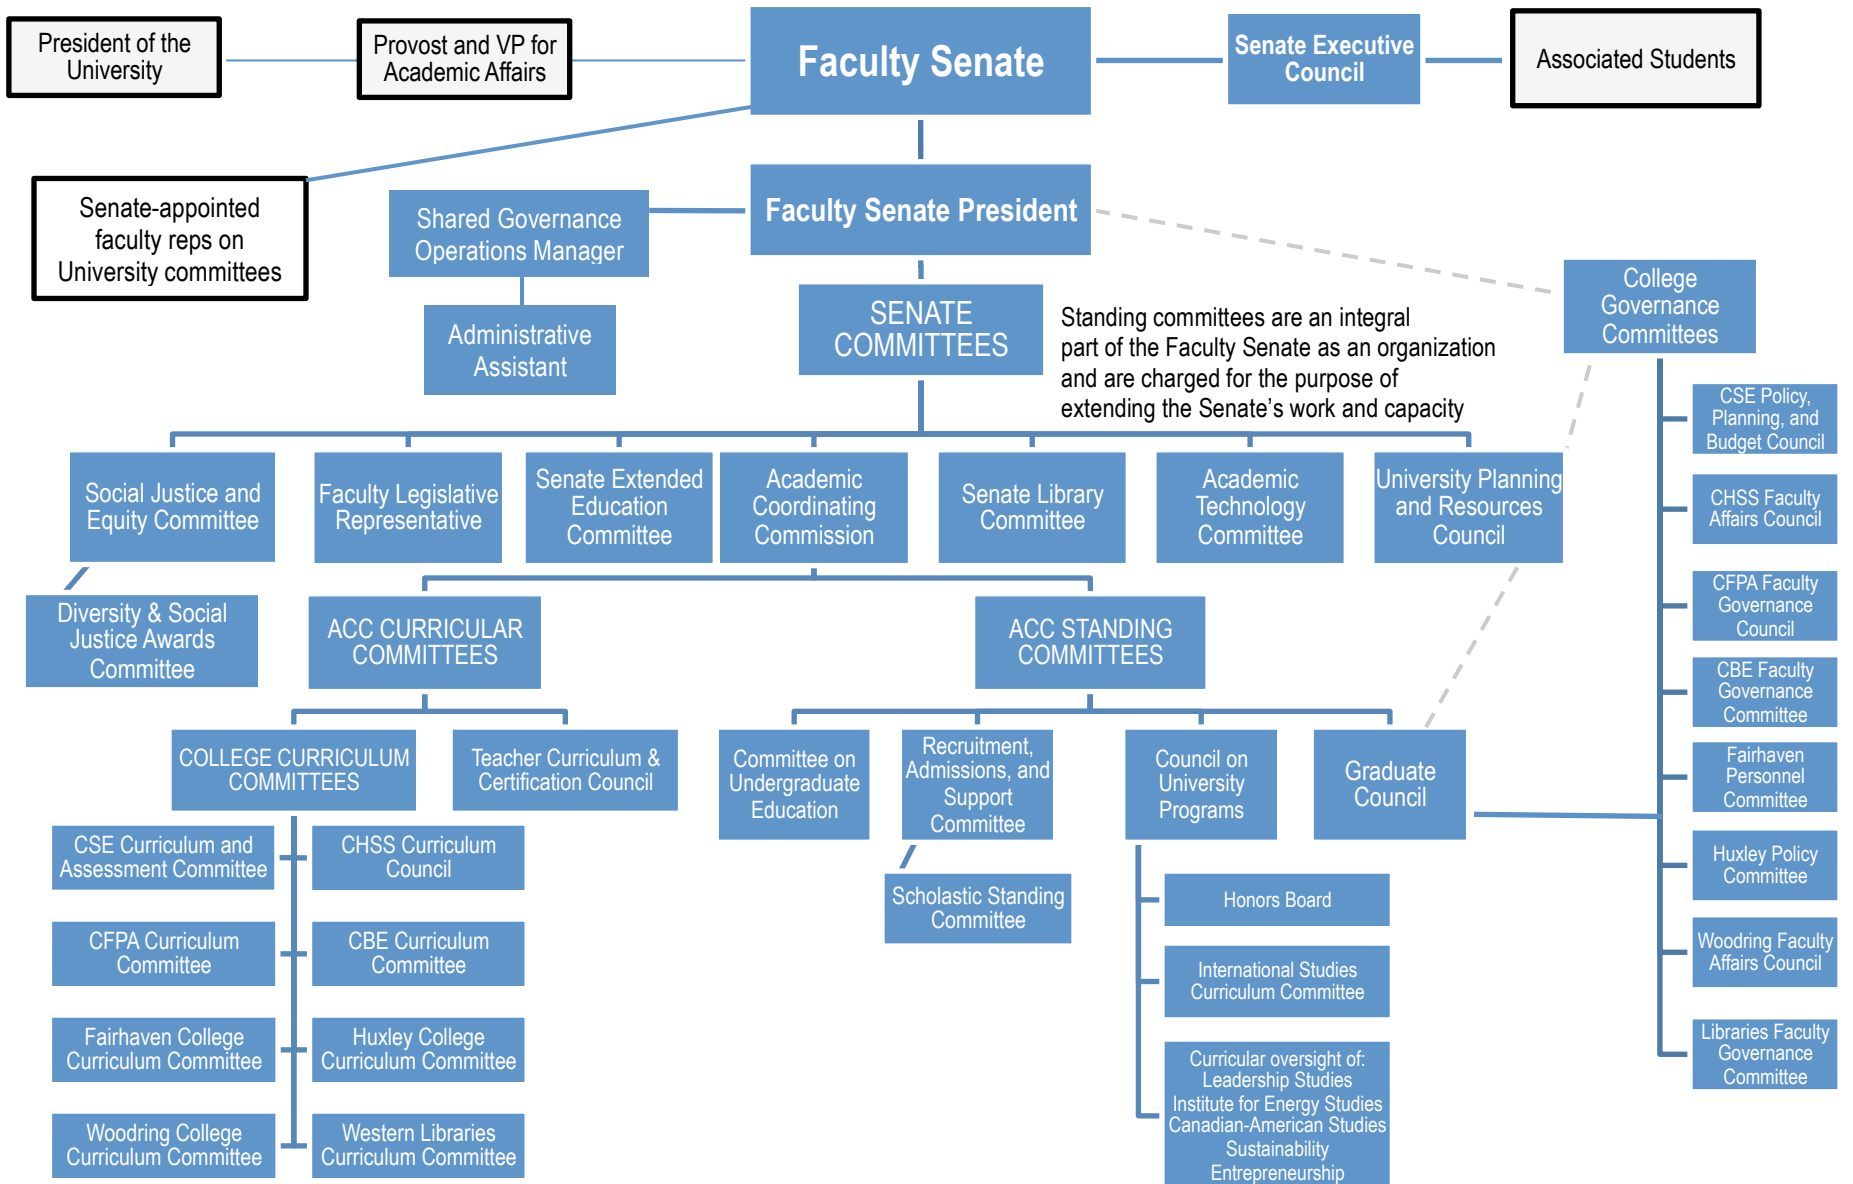 President of the
University
Provost and VP for
Academic Affairs
Faculty Senate
Senate Executive
Council
Associated Students
Senate-appointed
faculty reps on
University committees
Shared Governance
Operations Manager
Faculty Senate President
Administrative
Assistant
SENATE
COMMITTEES
Standing committees are an integral
part of the Faculty Senate as an organization
and are charged for the purpose of
extending the Senate’s work and capacity
College
Governance
Committees
Social Justice and
Equity Committee
Faculty Legislative
Representative
Senate Extended
Education
Committee
Academic
Coordinating
Commission
Senate Library
Committee
Academic
Technology
Committee
University Planning
and Resources
Council
Diversity & Social
Justice Awards
Committee
ACC CURRICULAR
COMMITTEES
ACC STANDING
COMMITTEES
COLLEGE CURRICULUM
COMMITTEES
Teacher Curriculum &
Certification Council
Committee on
Undergraduate
Education
Recruitment,
Admissions, and
Support
Committee
Council on
University
Programs
Graduate
Council
CSE Curriculum and
Assessment Committee
CHSS Curriculum
Council
CFPA Curriculum
Committee
CBE Curriculum
Committee
Fairhaven College
Curriculum Committee
Huxley College
Curriculum Committee
Woodring College
Curriculum Committee
Western Libraries
Curriculum Committee
Scholastic Standing
Committee
Honors Board
International Studies
Curriculum Committee
Curricular oversight of:
Leadership Studies
Institute for Energy Studies
Canadian-American Studies
Sustainability
Entrepreneurship
CSE Policy,
Planning, and
Budget Council
CHSS Faculty
Affairs Council
CFPA Faculty
Governance
Council
CBE Faculty
Governance
Committee
Fairhaven
Personnel
Committee
Huxley Policy
Committee
Woodring Faculty
Affairs Council
Libraries Faculty
Governance
Committee